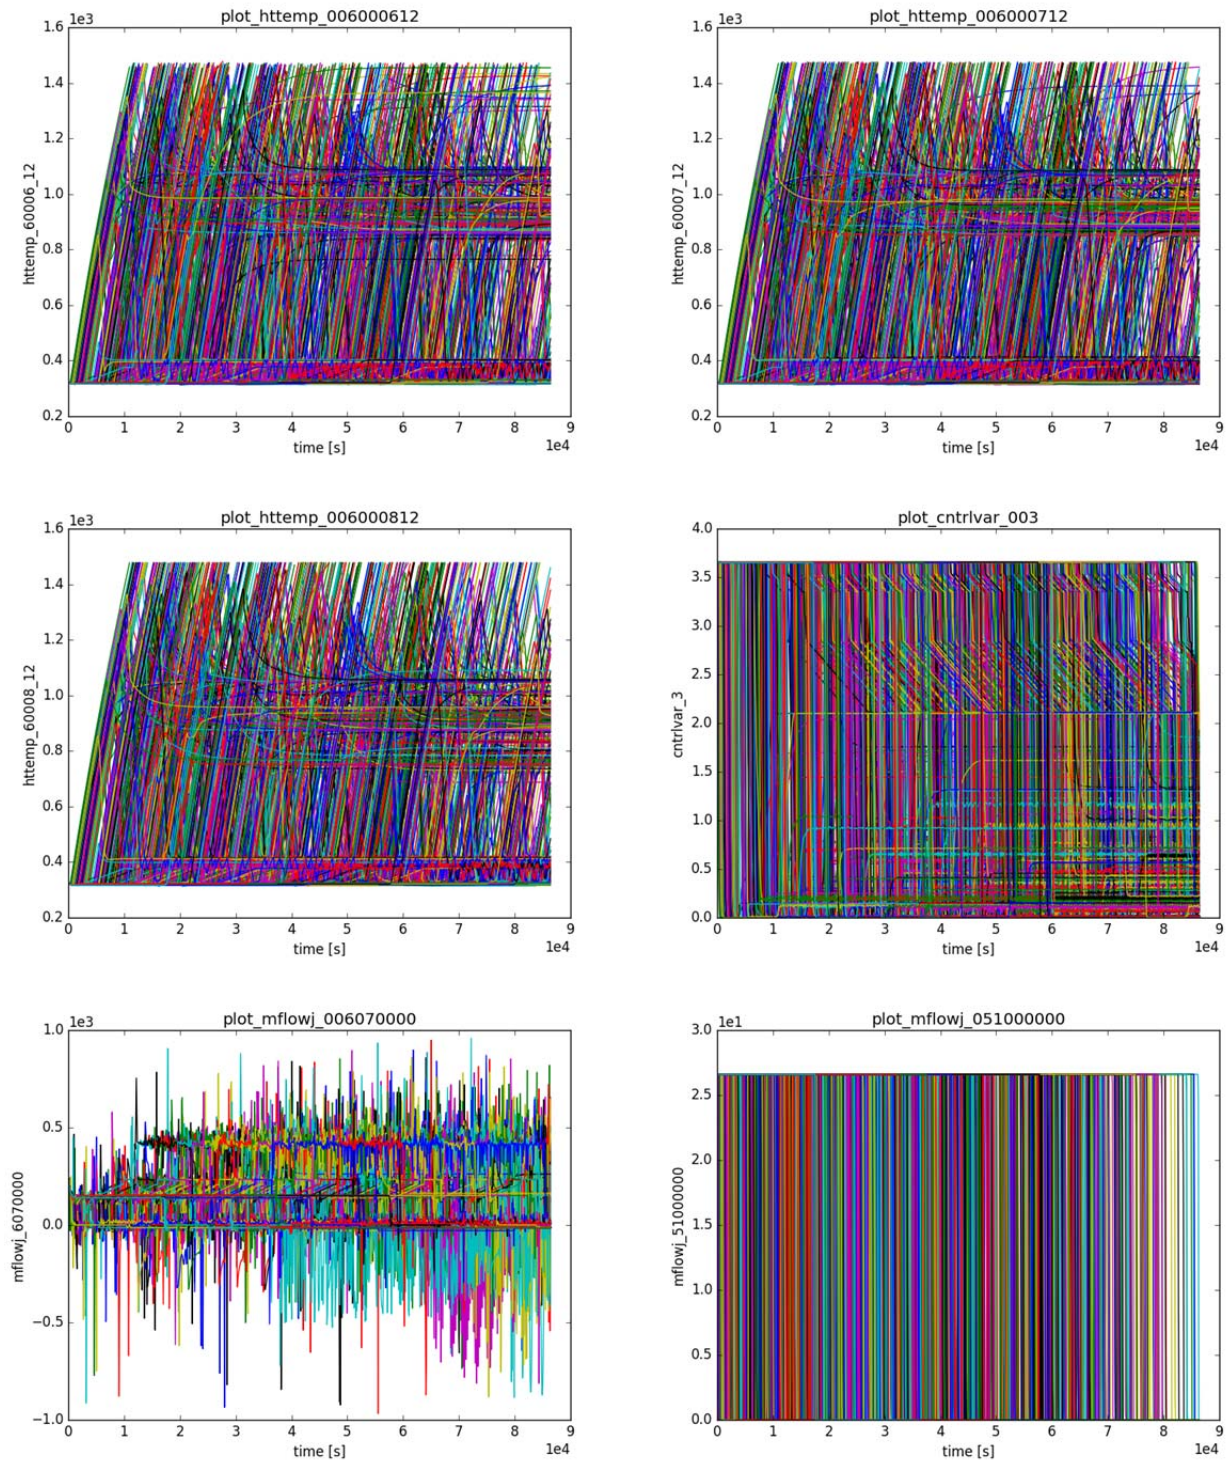 plot_httemp_006000612
1e3
1.6
1.4
1.2
1.0
0.8
0.6
0.4
0.2
httemp_60006_12
0 1 2 3 4 5 6 7 8 9
time [s]
1e4
plot_httemp_006000712
1e3
1.6
1.4
1.2
1.0
0.8
0.6
0.4
0.2
httemp_60007_12
0 1 2 3 4 5 6 7 8 9
time [s]
1e4
plot_httemp_006000812
1e3
1.6
1.4
1.2
1.0
0.8
0.6
0.4
0.2
httemp_60008_12
0 1 2 3 4 5 6 7 8 9
time [s]
1e4
plot_cntrlvar_003
4.0
3.5
3.0
2.5
2.0
1.5
1.0
0.5
0.0
cntrlvar_3
0 1 2 3 4 5 6 7 8 9
time [s]
1e4
plot_mflowj_006070000
1e3
1.0
0.5
0.0
−0.5
−1.0
mflowj_6070000
0 1 2 3 4 5 6 7 8 9
time [s]
1e4
plot_mflowj_051000000
1e1
3.0
2.5
2.0
1.5
1.0
0.5
0.0
mflowj_51000000
0 1 2 3 4 5 6 7 8 9
time [s]
1e4